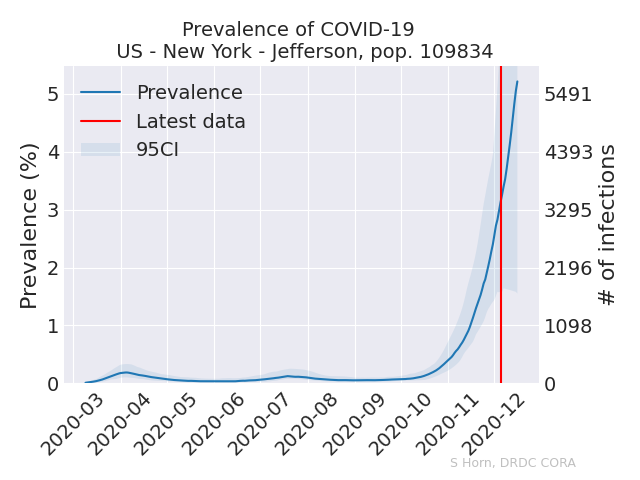 Prevalence of COVID-19
US - New York - Jefferson, pop. 109834
Prevalence
Latest data
95CI
Prevalence (%)
5
4
3
2
1
0
5491
4393
3295
2196
1098
0
# of infections
2020-03
2020-04
2020-05
2020-06
2020-07
2020-08
2020-09
2020-10
2020-11
2020-12
S Horn, DRDC CORA